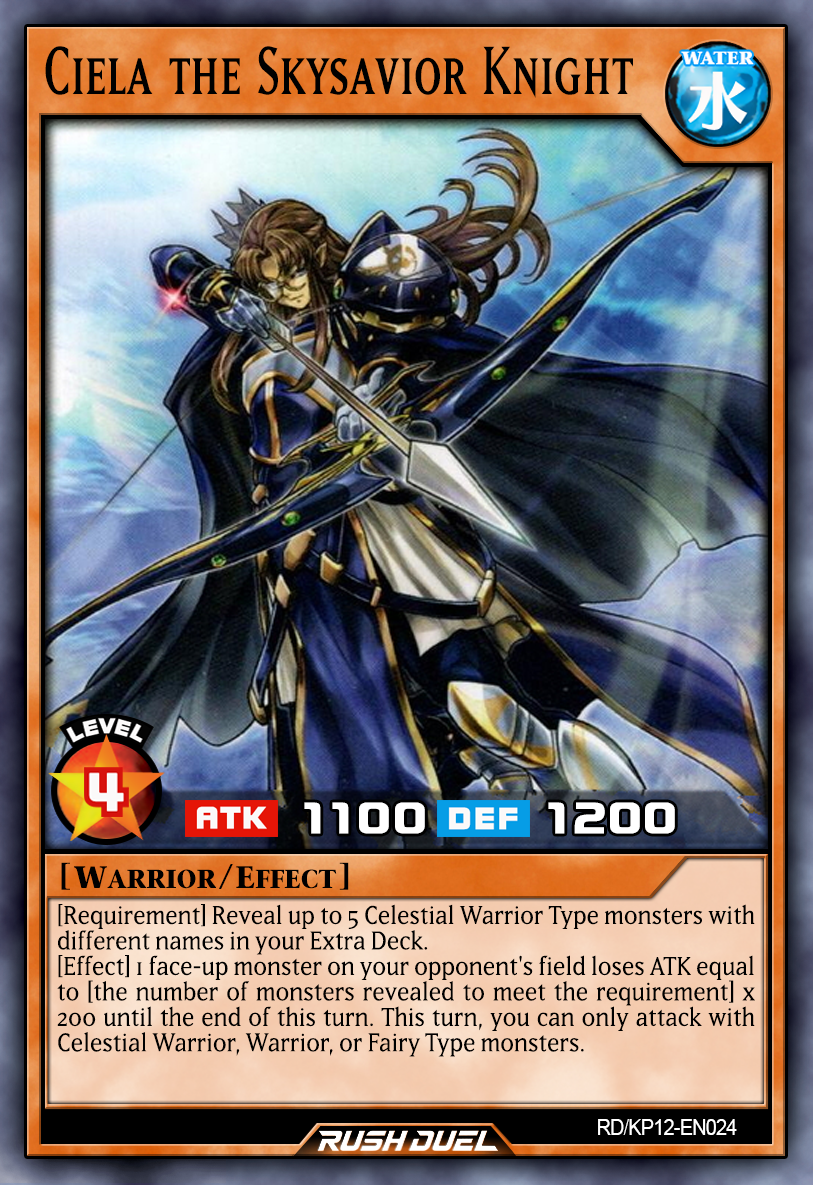 Ciela the Skysavior Knight
WATER
水
LEVEL
4
ATK 1100 DEF 1200
[Warrior/Effect]
[Requirement] Reveal up to 5 Celestial Warrior Type monsters with
different names in your Extra Deck.
[Effect] 1 face-up monster on your opponent's field loses ATK equal
to [the number of monsters revealed to meet the requirement] x
200 until the end of this turn. This turn, you can only attack with
Celestial Warrior, Warrior, or Fairy Type monsters.
RD/KP12-EN024
RUSH DUEL